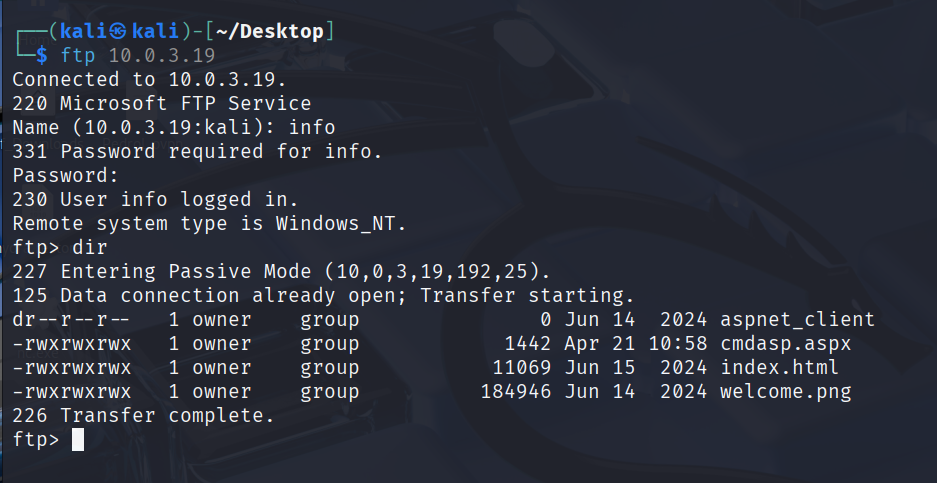 ┌──(kali㉿kali)-[~/Desktop]
└─$ ftp 10.0.3.19
Connected to 10.0.3.19.
220 Microsoft FTP Service
Name (10.0.3.19:kali): info
331 Password required for info.
Password:
230 User info logged in.
Remote system type is Windows_NT.
ftp> dir
227 Entering Passive Mode (10,0,3,19,192,25).
125 Data connection already open; Transfer starting.
dr--r--r--   1 owner    group               0 Jun 14  2024 aspnet_client
-rwxrwxrwx   1 owner    group            1442 Apr 21 10:58 cmdasp.aspx
-rwxrwxrwx   1 owner    group           11069 Jun 15  2024 index.html
-rwxrwxrwx   1 owner    group          184946 Jun 14  2024 welcome.png
226 Transfer complete.
ftp>